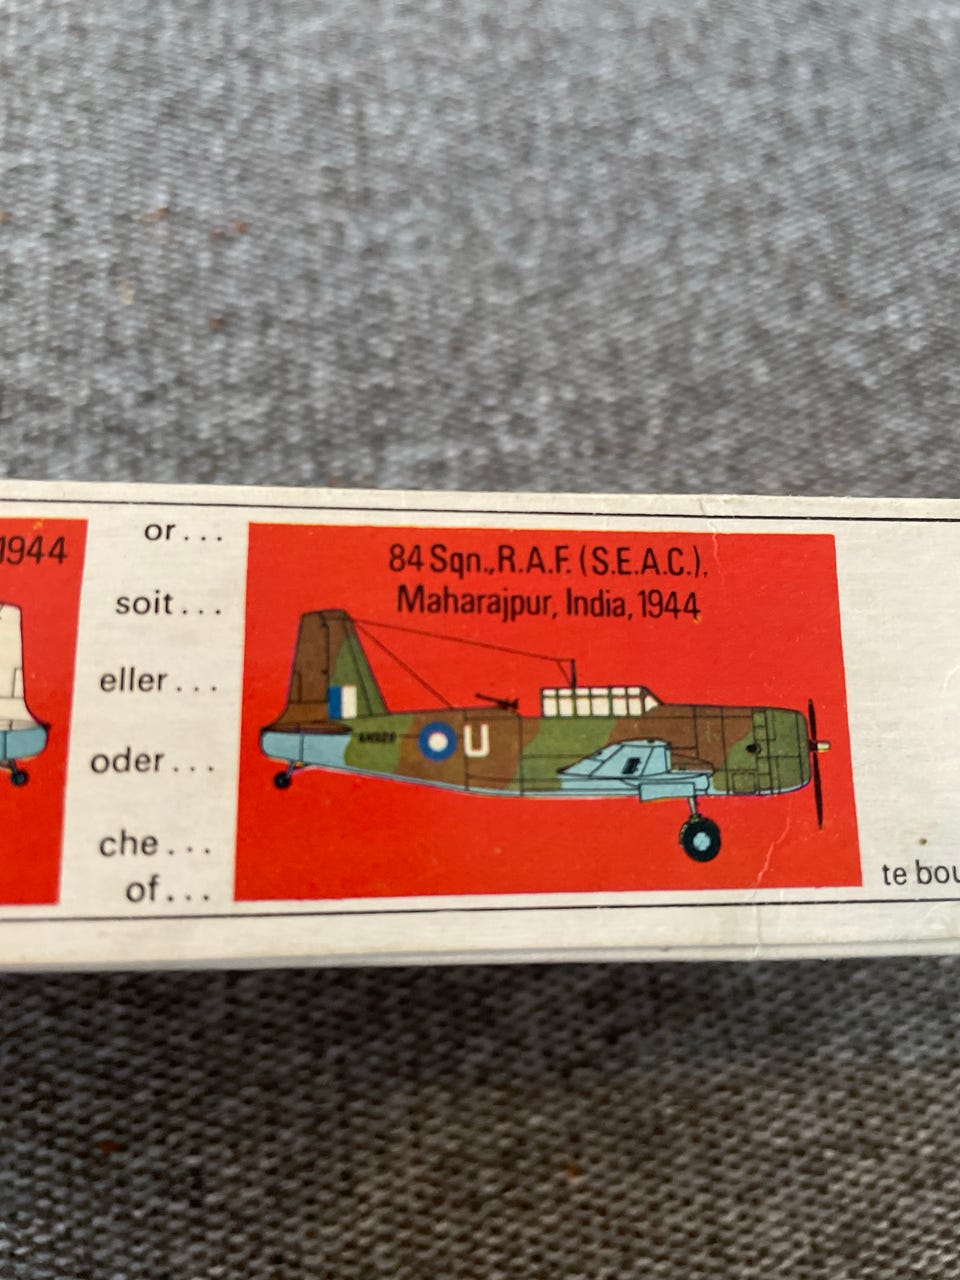 1944
or...
soit...
eller...
oder...
che...
of...
84 Sqn., R.A.F. (S.E.A.C.),
Maharajpur, India, 1944
U
te bou